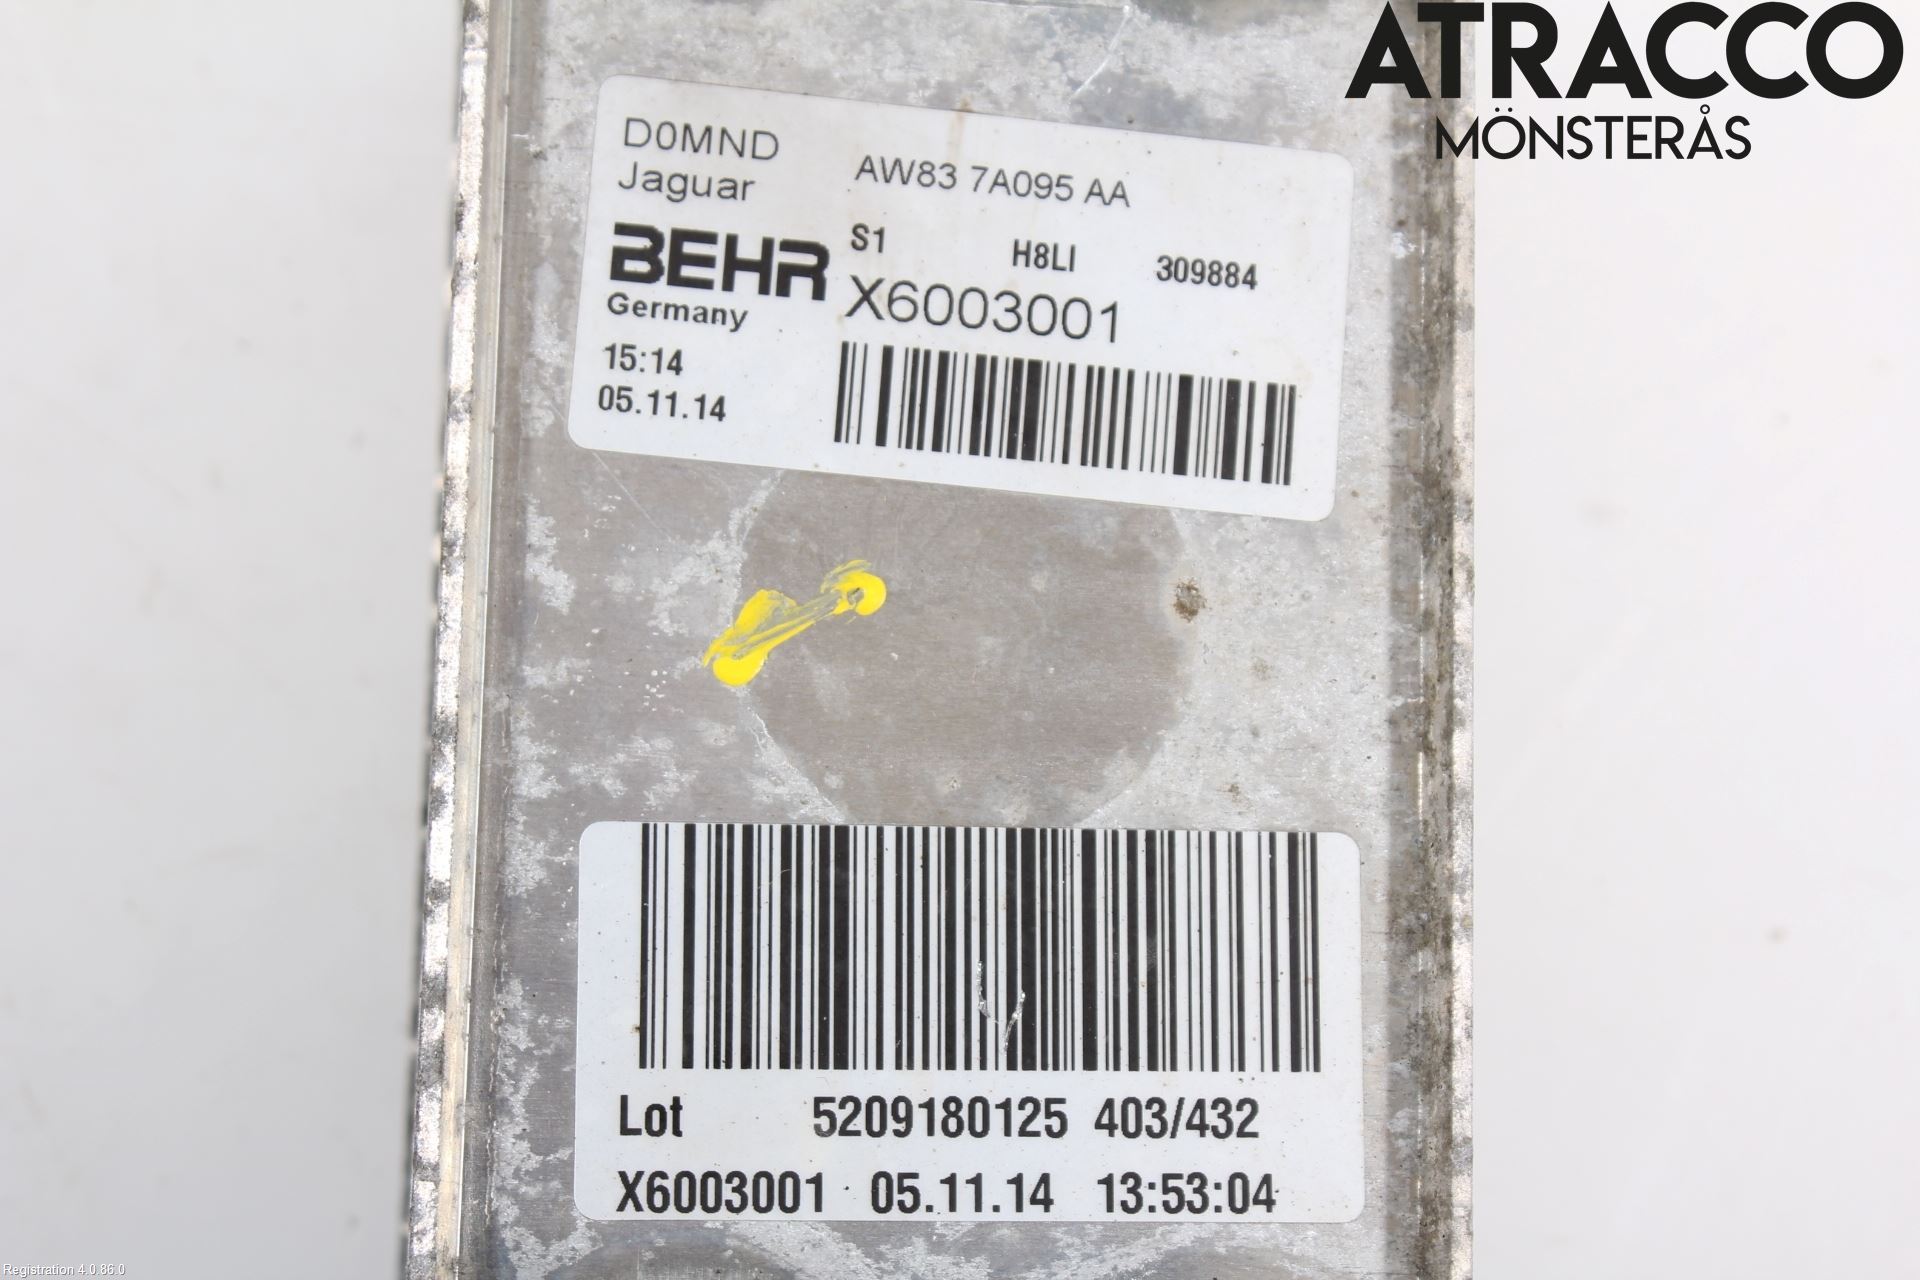 ATRACCO
MÖNSTERÅS
D0MND
Jaguar
AW83 7A095 AA
BEHR
Germany
S1 H8LI 309884
X6003001
15:14
05.11.14
Lot 5209180125 403/432
X6003001 05.11.14 13:53:04
Registration 4.0.86.0